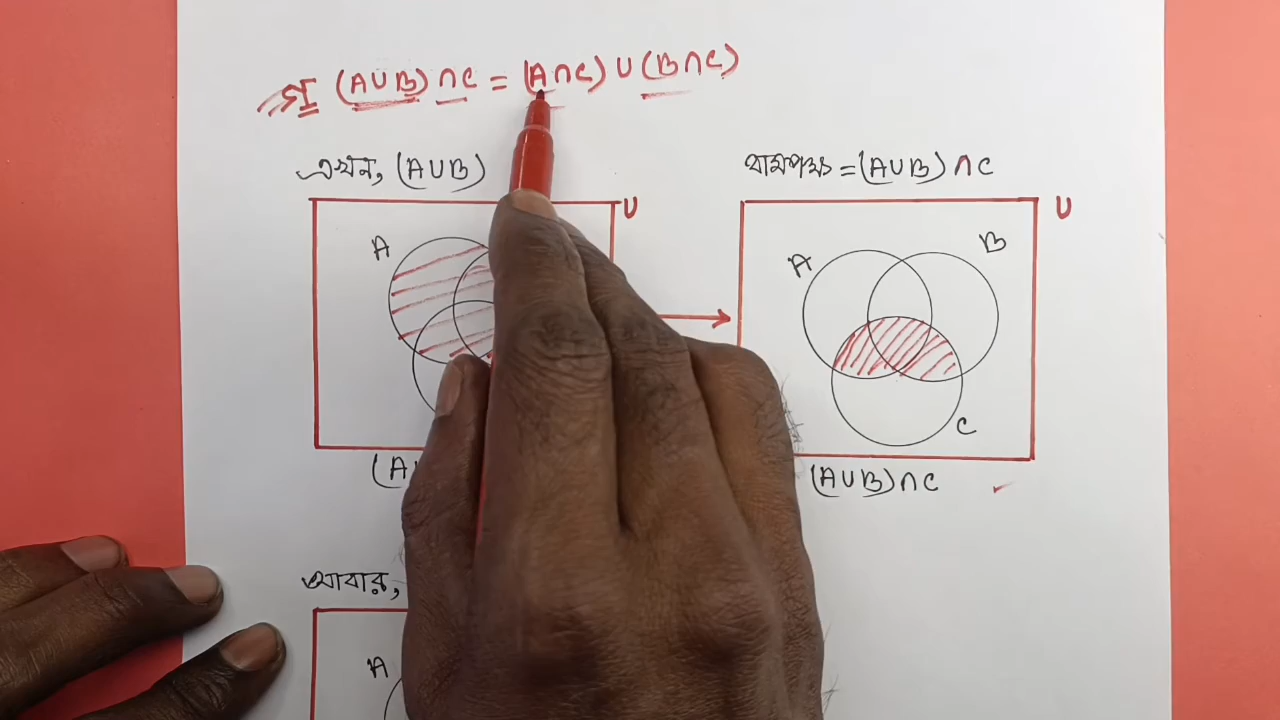 (A∪B)∩C = (A∩C) ∪ (B∩C)
এখন, (A∪B)
U
A
(A
বামপক্ষ = (A∪B)∩C
U
A
B
C
(A∪B)∩C
আবার,
A